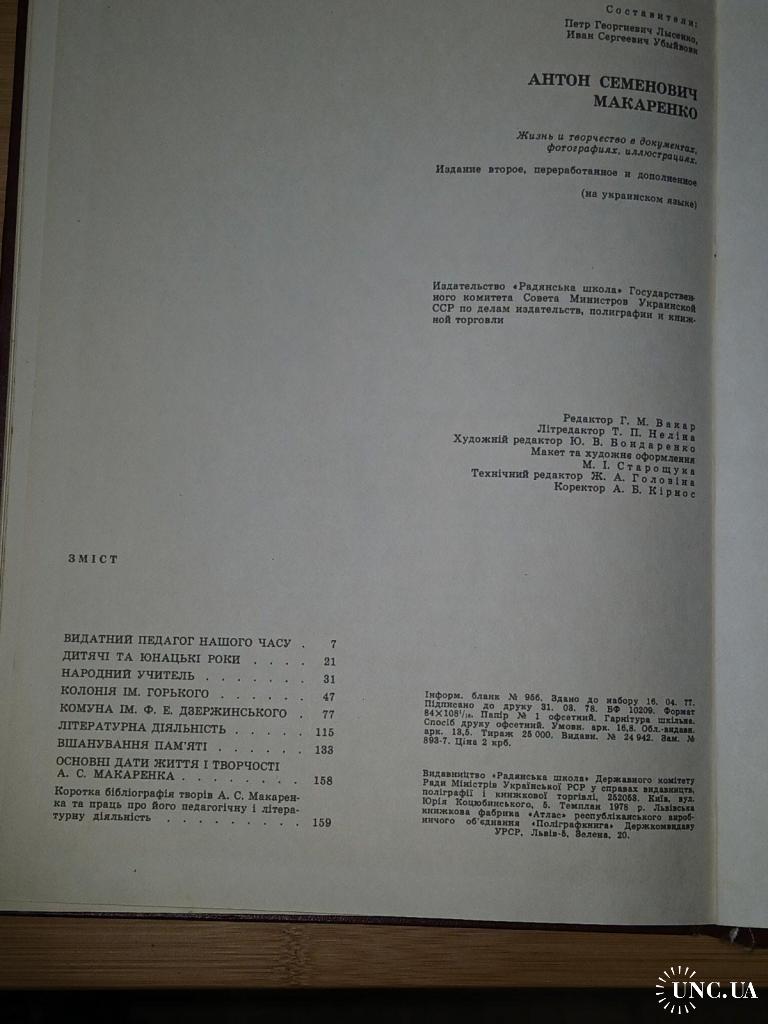 Составители:
Петр Георгиевич Лысенко,
Иван Сергеевич Убыйвовк
АНТОН СЕМЕНОВИЧ
МАКАРЕНКО
Жизнь и творчество в документах,
фотографиях, иллюстрациях.
Издание второе, переработанное и дополненное
(на украинском языке)
Издательство «Радянська школа» Государствен-
ного комитета Совета Министров Украинской
ССР по делам издательств, полиграфии и книж-
ной торговли
Редактор Г. М. Вакар
Літредактор Т. П. Неліна
Художній редактор Ю. В. Бондаренко
Макет та художнє оформлення
М. І. Старощука
Технічний редактор Ж. А. Головіна
Коректор А. Б. Кірнос
ЗМІСТ
ВИДАТНИЙ ПЕДАГОГ НАШОГО ЧАСУ . 7
ДИТЯЧІ ТА ЮНАЦЬКІ РОКИ . . . . 21
НАРОДНИЙ УЧИТЕЛЬ . . . . . . . 31
КОЛОНІЯ ІМ. ГОРЬКОГО . . . . . . 47
КОМУНА ІМ. Ф. Е. ДЗЕРЖИНСЬКОГО . 77
ЛІТЕРАТУРНА ДІЯЛЬНІСТЬ . . . . . 115
ВШАНУВАННЯ ПАМ'ЯТІ . . . . . . 133
ОСНОВНІ ДАТИ ЖИТТЯ І ТВОРЧОСТІ
А. С. МАКАРЕНКА . . . . . . . . 158
Коротка бібліографія творів А. С. Макарен-
ка та праць про його педагогічну і літера-
турну діяльність . . . . . . . . . 159
Інформ. бланк № 956. Здано до набору 16. 04. 77.
Підписано до друку 31. 03. 78. БФ 10209. Формат
84×108¹/₁₆. Папір № 1 офсетний. Гарнітура шкільна.
Спосіб друку офсетний. Умовн. арк. 16,8. Обл.-видавн.
арк. 13,5. Тираж 25 000. Видавн. № 24 942. Зам. №
893-7. Ціна 2 крб.
Видавництво «Радянська школа» Державного комітету
Ради Міністрів Української РСР у справах видавництв,
поліграфії і книжкової торгівлі, 252053. Київ, вул.
Юрія Коцюбинського, 5. Темплан 1978 р. Львівська
книжкова фабрика «Атлас» республіканського вироб-
ничого об'єднання «Поліграфкнига» Держкомвидаву
УРСР, Львів-5, Зелена, 20.
UNC.UA